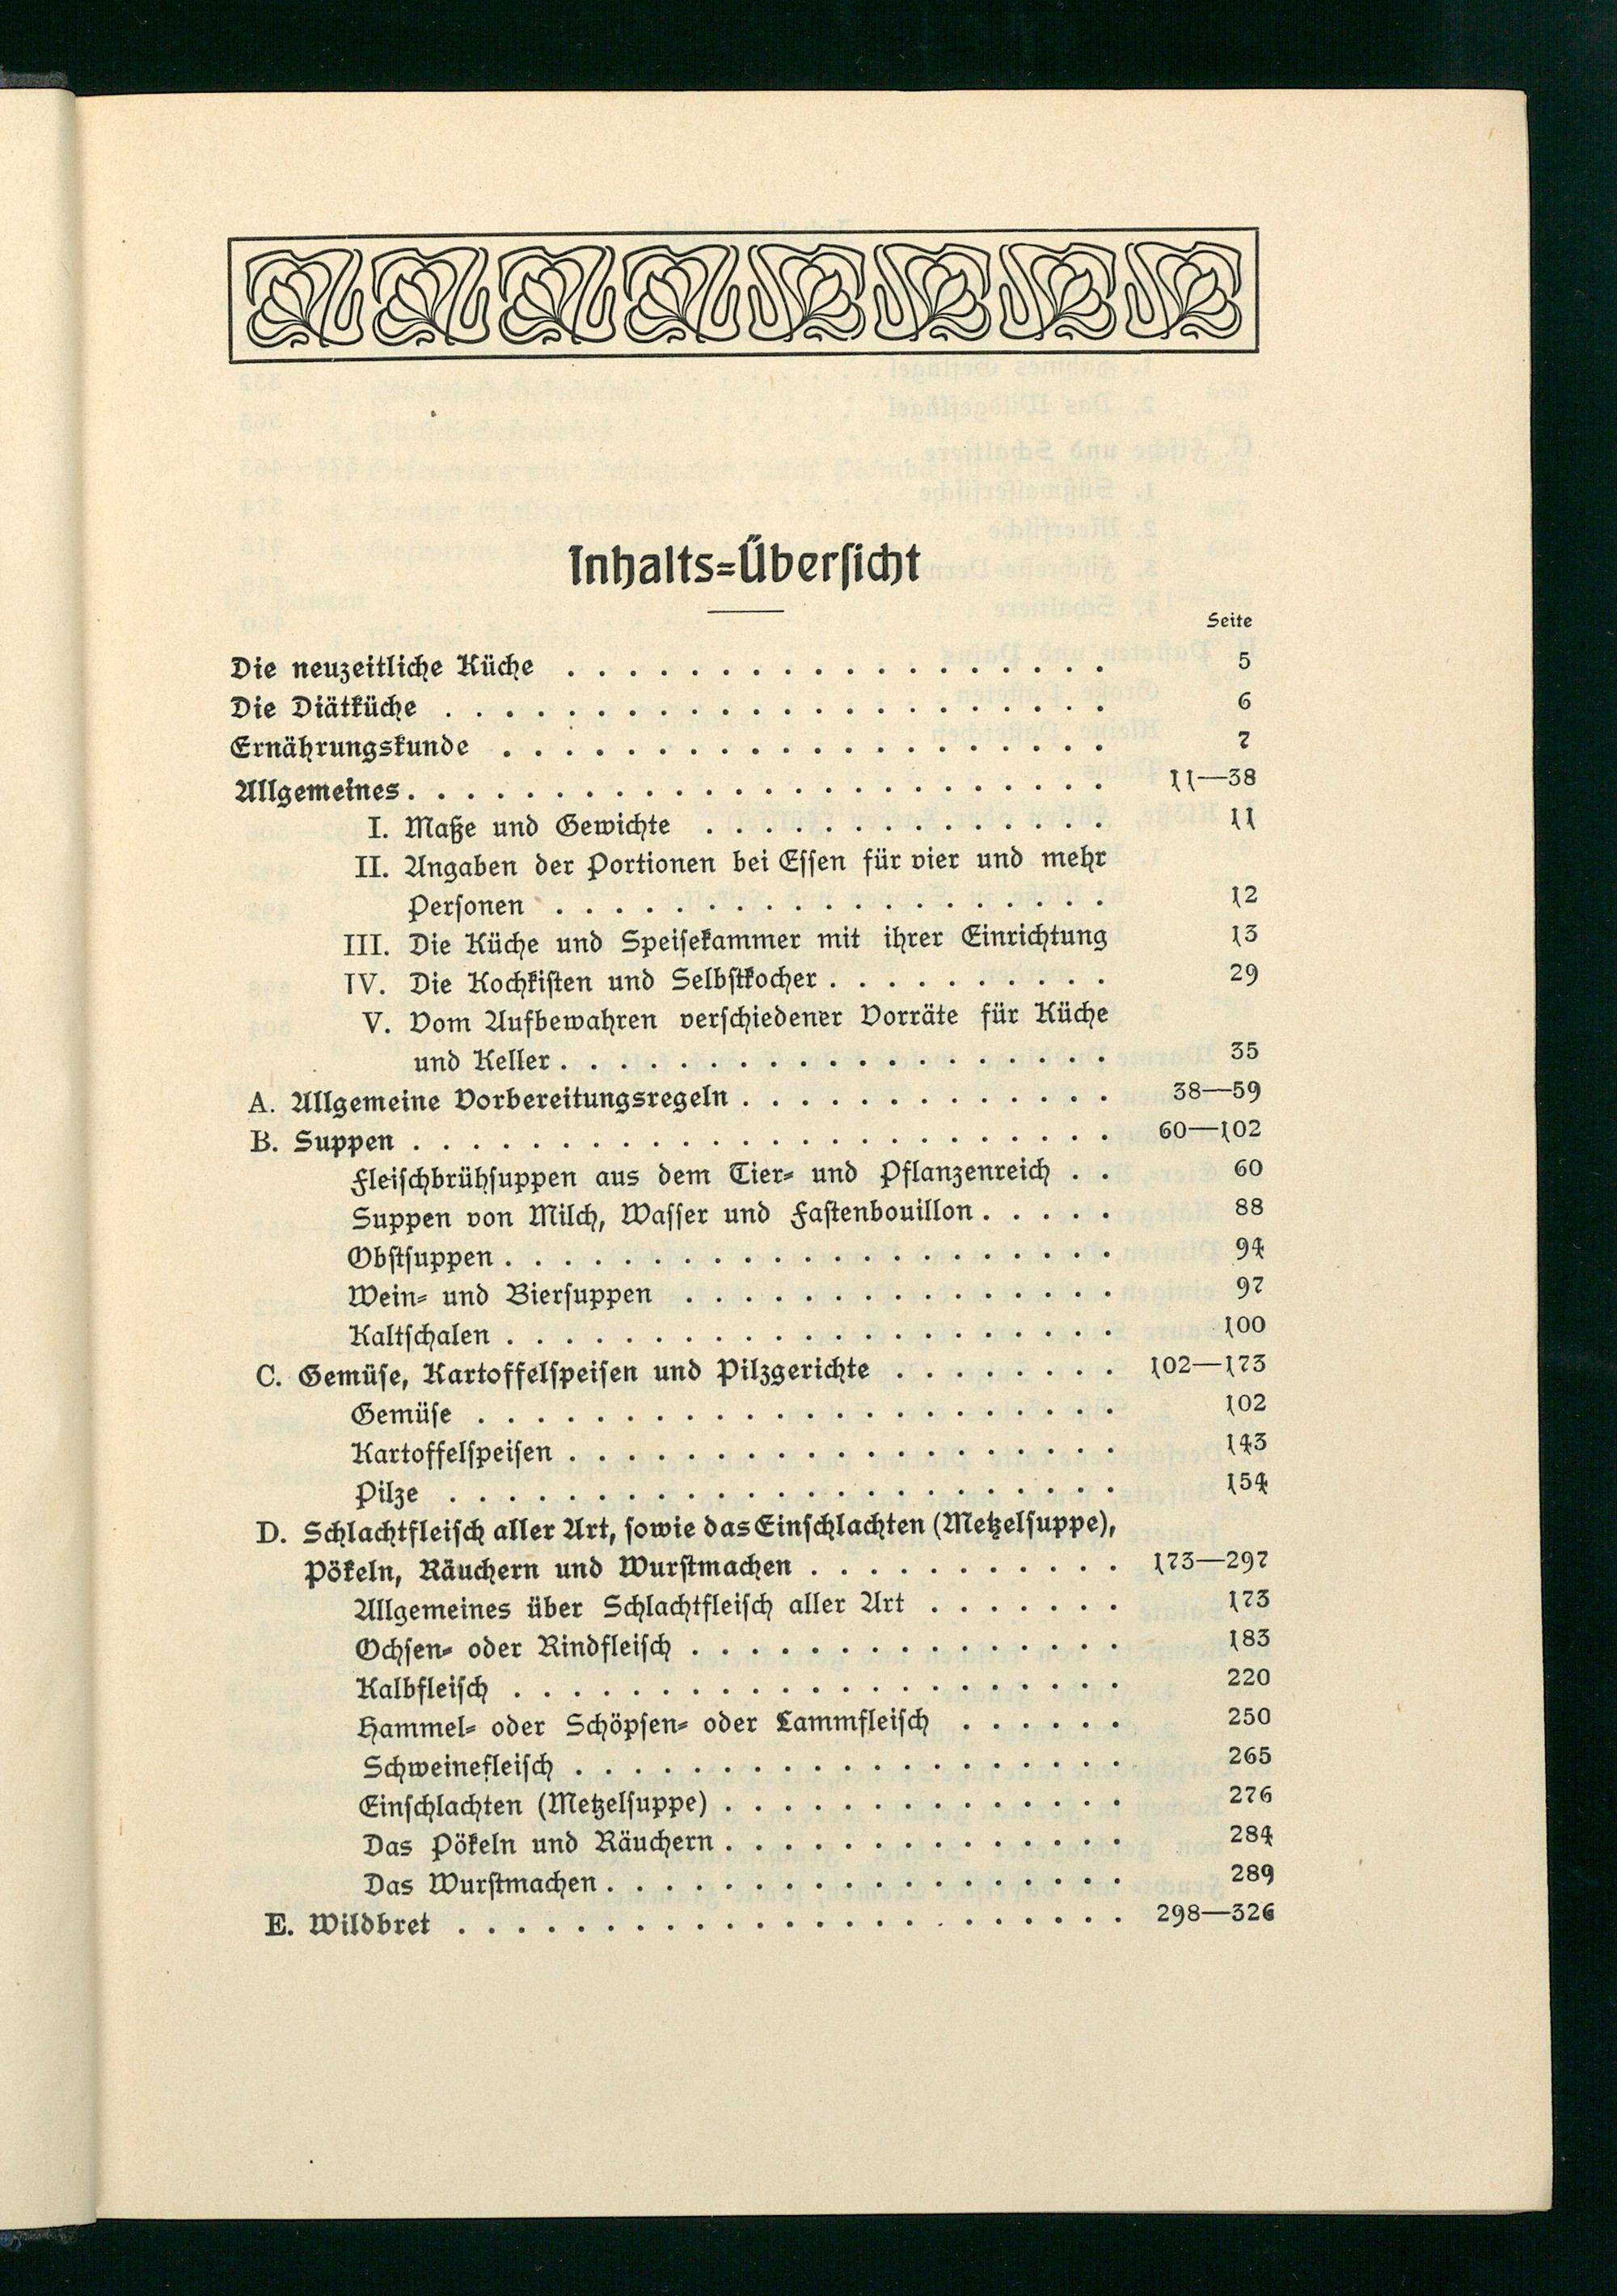 Inhalts=Übersicht
Seite
Die neuzeitliche Küche . . . . . . . . . . . . . . . . . . 5
Die Diätküche . . . . . . . . . . . . . . . . . . . . . . 6
Ernährungskunde . . . . . . . . . . . . . . . . . . . . 7
Allgemeines. . . . . . . . . . . . . . . . . . . . . . . . 11—38
I. Maße und Gewichte . . . . . . . . . . . . . . 11
II. Angaben der Portionen bei Essen für vier und mehr
Personen . . . . . . . . . . . . . . . . . . . 12
III. Die Küche und Speisekammer mit ihrer Einrichtung 13
IV. Die Kochkisten und Selbstkocher . . . . . . . . . . 29
V. Vom Aufbewahren verschiedener Vorräte für Küche
und Keller . . . . . . . . . . . . . . . . . . . 35
A. Allgemeine Vorbereitungsregeln . . . . . . . . . . . . . 38—59
B. Suppen . . . . . . . . . . . . . . . . . . . . . . . . 60—102
Fleischbrühsuppen aus dem Tier= und Pflanzenreich . . 60
Suppen von Milch, Wasser und Fastenbouillon . . . . . 88
Obstsuppen . . . . . . . . . . . . . . . . . . . . . 94
Wein= und Biersuppen . . . . . . . . . . . . . . . 97
Kaltschalen . . . . . . . . . . . . . . . . . . . . . 100
C. Gemüse, Kartoffelspeisen und Pilzgerichte . . . . . . . . 102—173
Gemüse . . . . . . . . . . . . . . . . . . . . . . 102
Kartoffelspeisen . . . . . . . . . . . . . . . . . . . 143
Pilze . . . . . . . . . . . . . . . . . . . . . . . 154
D. Schlachtfleisch aller Art, sowie das Einschlachten (Metzelsuppe),
Pökeln, Räuchern und Wurstmachen . . . . . . . . . . . 173—297
Allgemeines über Schlachtfleisch aller Art . . . . . . . 173
Ochsen= oder Rindfleisch . . . . . . . . . . . . . . . 183
Kalbfleisch . . . . . . . . . . . . . . . . . . . . . 220
Hammel= oder Schöpsen= oder Lammfleisch . . . . . . 250
Schweinefleisch . . . . . . . . . . . . . . . . . . . 265
Einschlachten (Metzelsuppe) . . . . . . . . . . . . . . 276
Das Pökeln und Räuchern . . . . . . . . . . . . . . 284
Das Wurstmachen . . . . . . . . . . . . . . . . . . 289
E. Wildbret . . . . . . . . . . . . . . . . . . . . . . . 298—326